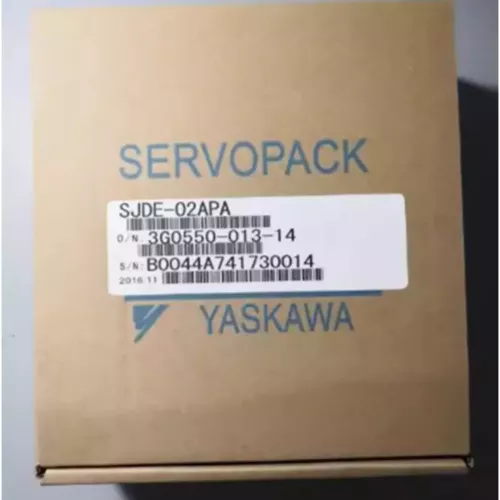 SERVOPACK
SJDE-02APA
O/N. 3G0550-013-14
S/N: B0044A741730014
2016.11
YASKAWA